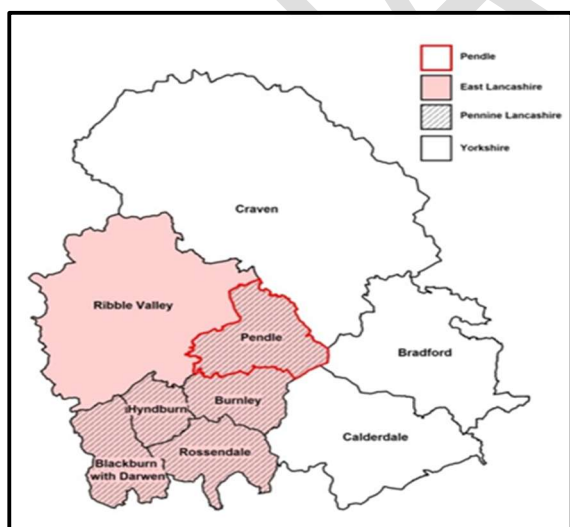 Pendle
East Lancashire
Pennine Lancashire
Yorkshire
Craven
Ribble Valley
Pendle
Bradford
Hyndburn
Burnley
Calderdale
Rossendale
Blackburn
with Darwen